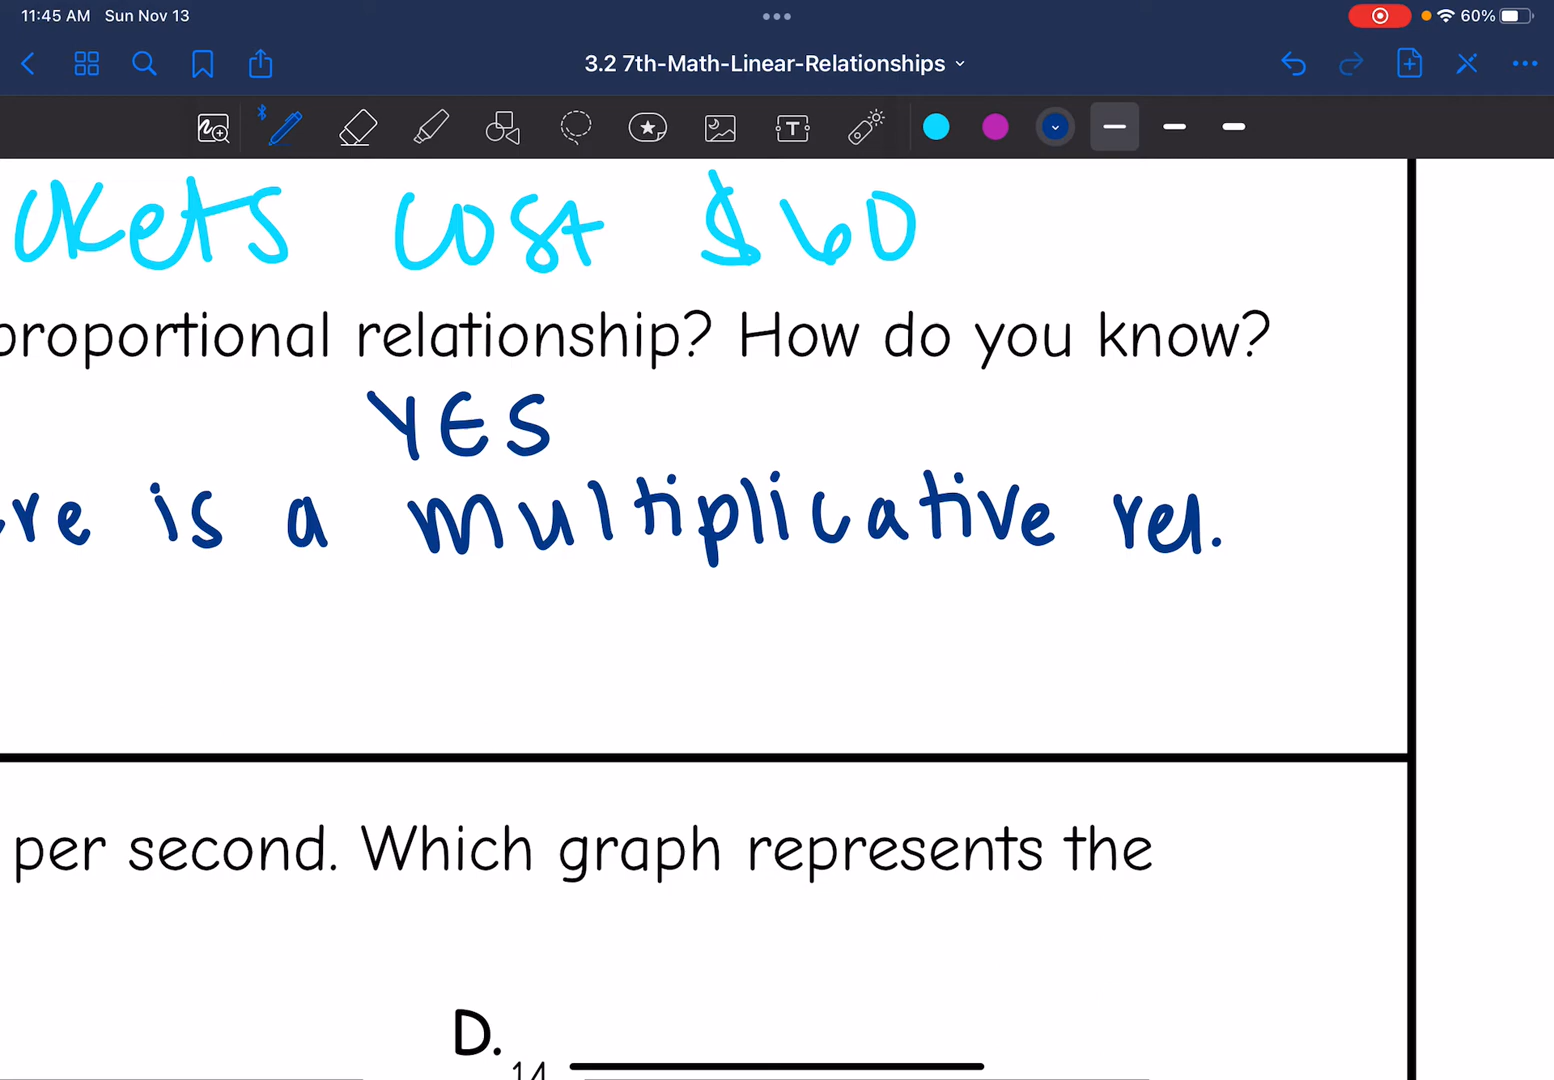 11:45 AM Sun Nov 13
60%
3.2 7th-Math-Linear-Relationships
T
ckets cost $60
proportional relationship? How do you know?
YES
re is a multiplicative rel.
per second. Which graph represents the
D.
14